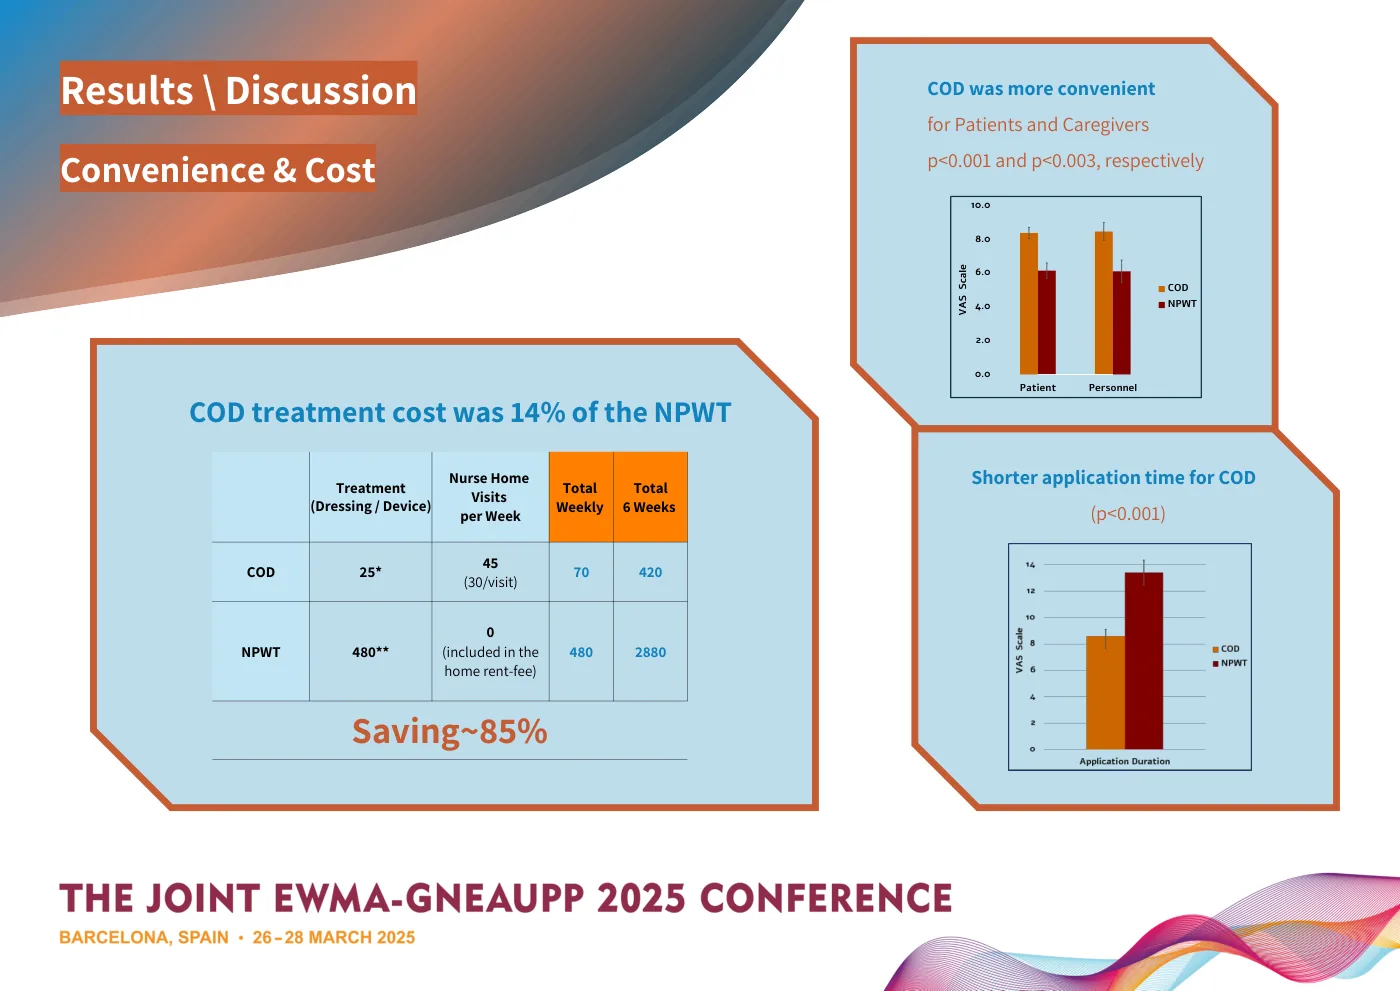 Results \ Discussion
Convenience & Cost
COD was more convenient
for Patients and Caregivers
p<0.001 and p<0.003, respectively
10.0
8.0
6.0
4.0
2.0
0.0
VAS Scale
Patient
Personnel
COD
NPWT
COD treatment cost was 14% of the NPWT
Treatment
(Dressing / Device)
Nurse Home
Visits
per Week
Total
Weekly
Total
6 Weeks
COD
25*
45
(30/visit)
70
420
NPWT
480**
0
(included in the
home rent-fee)
480
2880
Saving~85%
Shorter application time for COD
(p<0.001)
14
12
10
8
6
4
2
0
VAS Scale
Application Duration
COD
NPWT
THE JOINT EWMA-GNEAUPP 2025 CONFERENCE
BARCELONA, SPAIN • 26–28 MARCH 2025